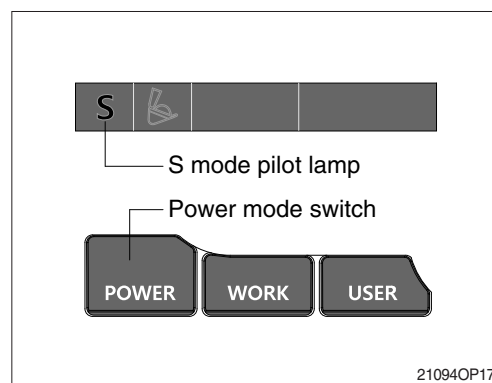 S
S mode pilot lamp
Power mode switch
POWER WORK USER
21094OP17